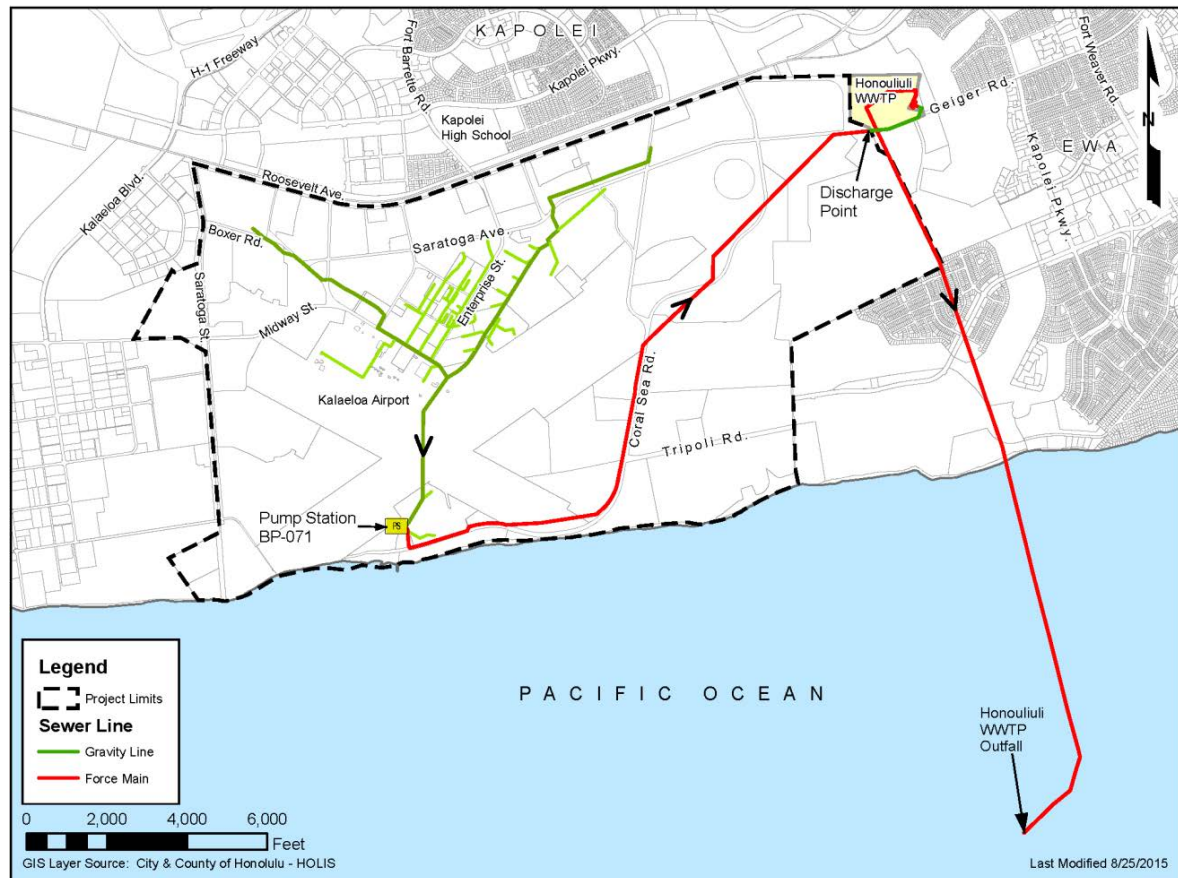 KAPOLEI
H-1 Freeway
Fort Barrette Rd.
Kapolei Pkwy.
Fort Weaver Rd.
Honouliuli
WWTP
Geiger Rd.
N
Kapolei
High School
EWA
Kapolei Pkwy.
Kalaeloa Blvd.
Roosevelt Ave.
Discharge
Point
Boxer Rd.
Saratoga Ave.
Saratoga St.
Enterprise St.
Midway St.
Kalaeloa Airport
Coral Sea Rd.
Tripoli Rd.
Pump Station
BP-071
PS
PACIFIC OCEAN
Honouliuli
WWTP
Outfall
Legend
Project Limits
Sewer Line
Gravity Line
Force Main
0 2,000 4,000 6,000
Feet
GIS Layer Source: City & County of Honolulu - HOLIS
Last Modified 8/25/2015